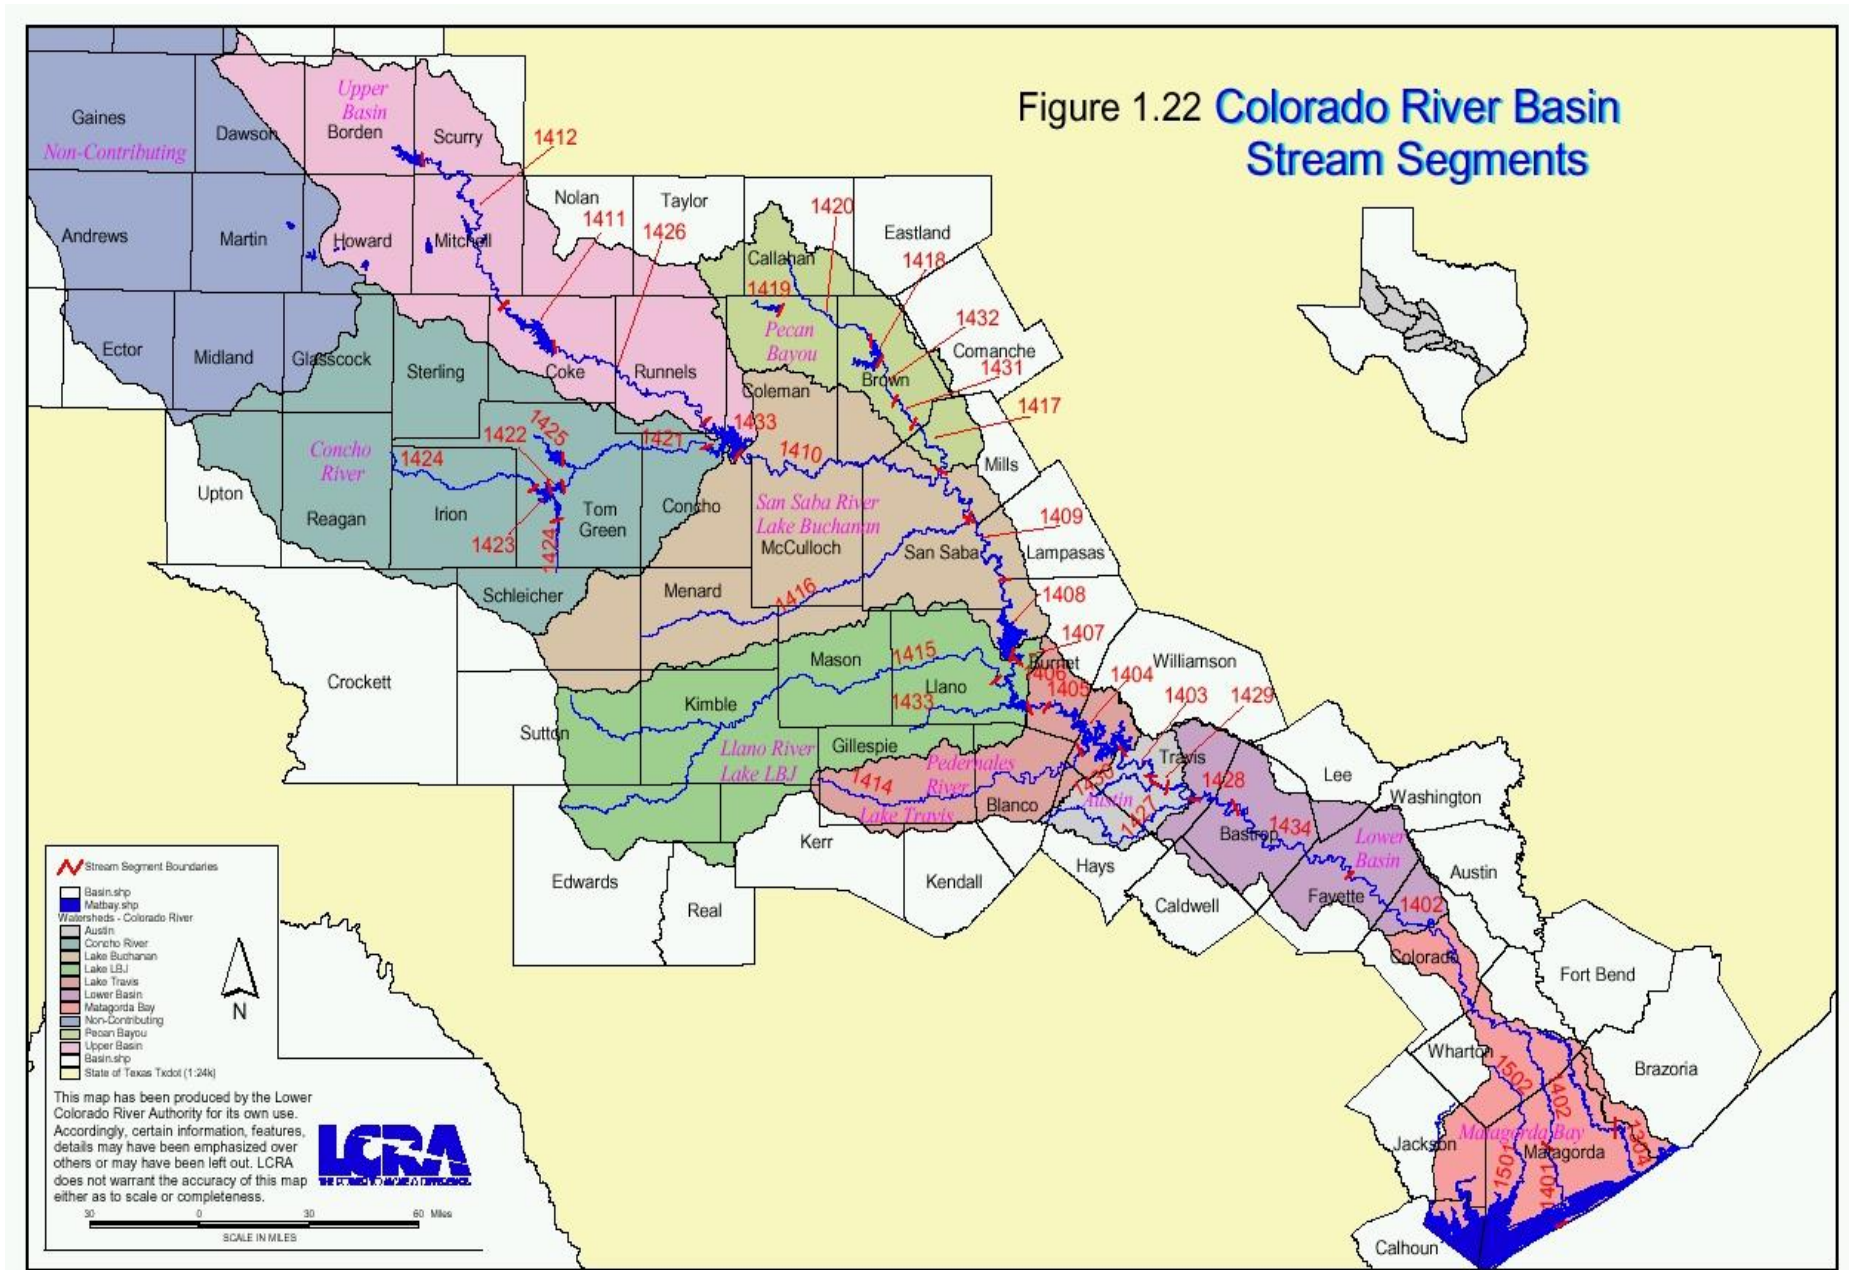 Figure 1.22 Colorado River Basin
Stream Segments
Upper
Basin
Gaines
Dawson
Borden
Scurry
1412
Non-Contributing
Nolan
Taylor
1411
1426
1420
Eastland
Andrews
Martin
Howard
Mitchell
Callahan
1418
1419
Pecan
Bayou
1432
Comanche
1431
Ector
Midland
Glasscock
Sterling
Coke
Runnels
Coleman
Brown
1417
1433
1422
1425
1421
1410
Concho
River
1424
Mills
Upton
Reagan
Irion
Tom
Green
Concho
San Saba River
Lake Buchanan
1423
1424
McCulloch
San Saba
1409
Lampasas
Schleicher
Menard
1416
1408
1407
Burnet
Williamson
Crockett
Mason
1415
1406
1405
1404
1403
1429
Kimble
Llano
1433
Sutton
Llano River
Lake LBJ
Gillespie
Pedernales
River
1414
Lake Travis
Blanco
1430
Austin
1427
Travis
1428
Lee
Washington
Bastrop
1434
Lower
Basin
Kerr
Hays
Austin
Edwards
Kendall
Caldwell
Fayette
1402
Real
Colorado
Fort Bend
Wharton
Brazoria
1502
1402
Jackson
Matagorda Bay
Matagorda
1304
1501
1401
Calhoun
Stream Segment Boundaries
Basin.shp
Matbay.shp
Watersheds - Colorado River
Austin
Concho River
Lake Buchanan
Lake LBJ
Lake Travis
Lower Basin
Matagorda Bay
Non-Contributing
Pecan Bayou
Upper Basin
Basin.shp
State of Texas Txdot (1:24k)
N
This map has been produced by the Lower
Colorado River Authority for its own use.
Accordingly, certain information, features,
details may have been emphasized over
others or may have been left out. LCRA
does not warrant the accuracy of this map
either as to scale or completeness.
LCRA
THE POWER TO MAKE A DIFFERENCE
30 0 30 60 Miles
SCALE IN MILES